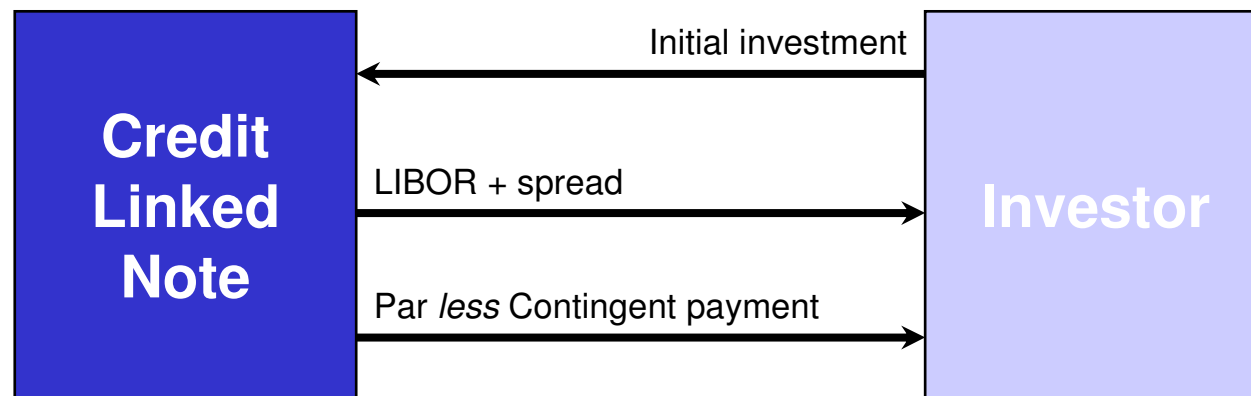 Credit
Linked
Note
Initial investment
LIBOR + spread
Par less Contingent payment
Investor